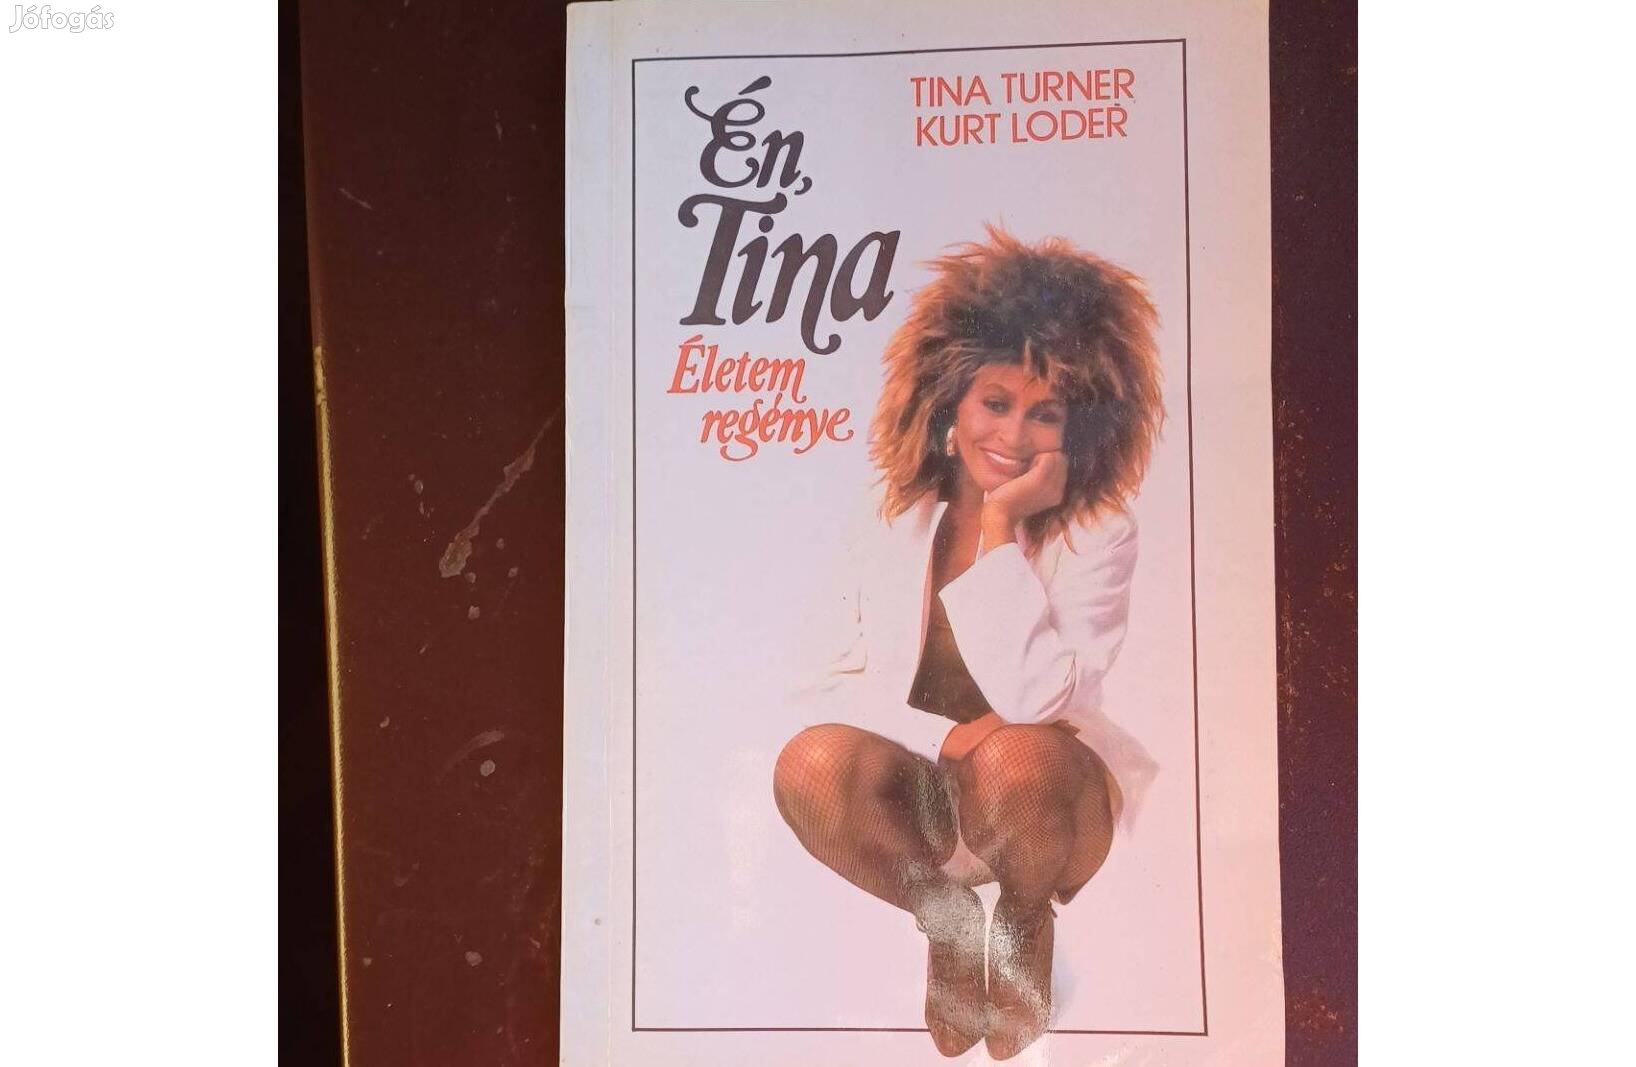 Jófogás
Én,
Tina
Életem
regénye
TINA TURNER
KURT LODER